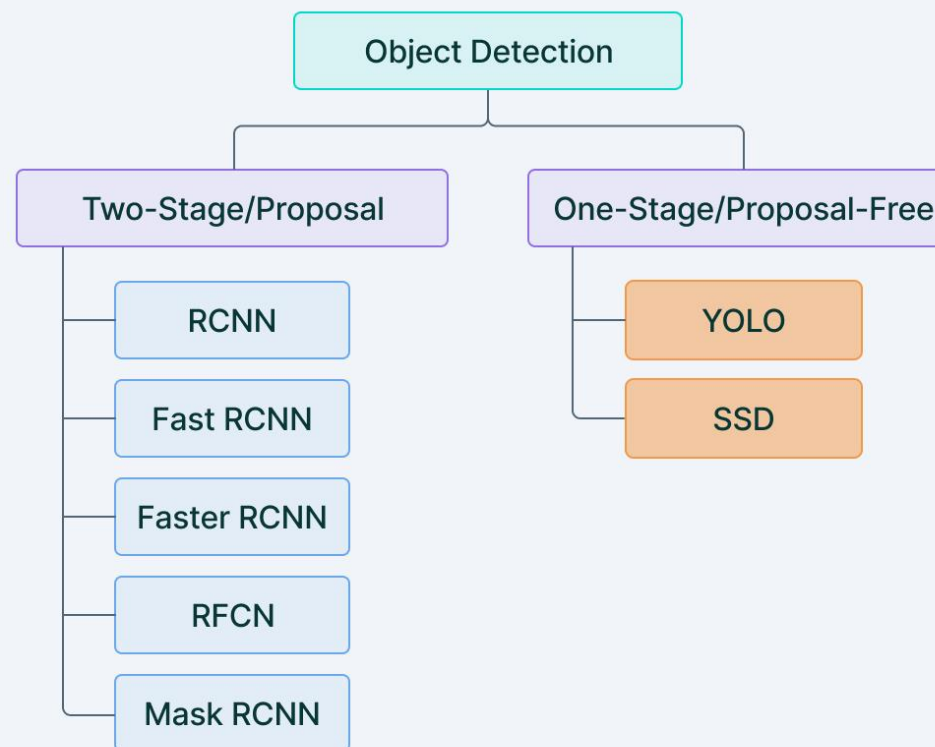 Object Detection
Two-Stage/Proposal
One-Stage/Proposal-Free
RCNN
YOLO
Fast RCNN
SSD
Faster RCNN
RFCN
Mask RCNN